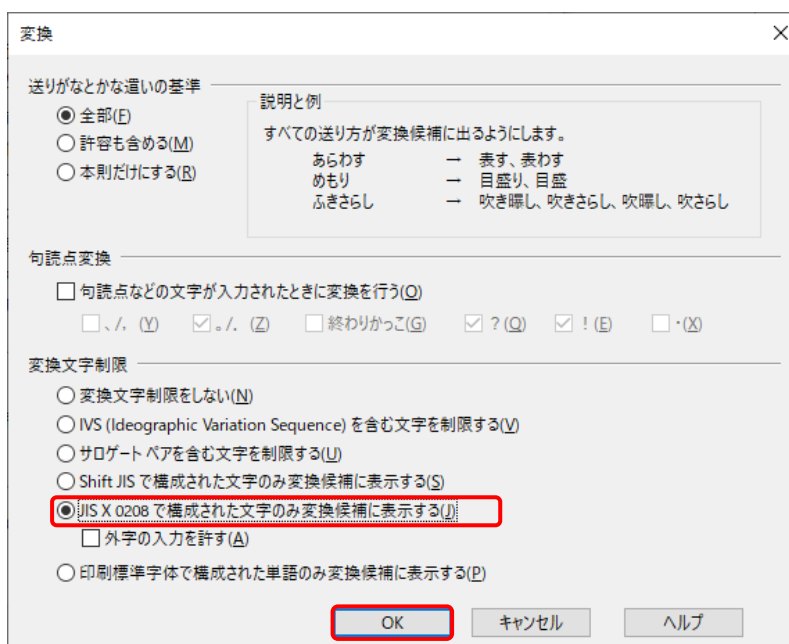 変換
送りがなとかな遣いの基準
全部(F)
許容も含める(M)
本則だけにする(R)
説明と例
すべての送り方が変換候補に出るようにします。
あらわす → 表す、表わす
めもり → 目盛り、目盛
ふきさらし → 吹き曝し、吹きさらし、吹曝し、吹さらし
句読点変換
句読点などの文字が入力されたときに変換を行う(O)
、/， (Y) 。/． (Z) 終わりかっこ(G) ？(Q) ！(E) ・(X)
変換文字制限
変換文字制限をしない(N)
IVS (Ideographic Variation Sequence) を含む文字を制限する(V)
サロゲート ペアを含む文字を制限する(U)
Shift JIS で構成された文字のみ変換候補に表示する(S)
JIS X 0208 で構成された文字のみ変換候補に表示する(J)
外字の入力を許す(A)
印刷標準字体で構成された単語のみ変換候補に表示する(P)
OK キャンセル ヘルプ